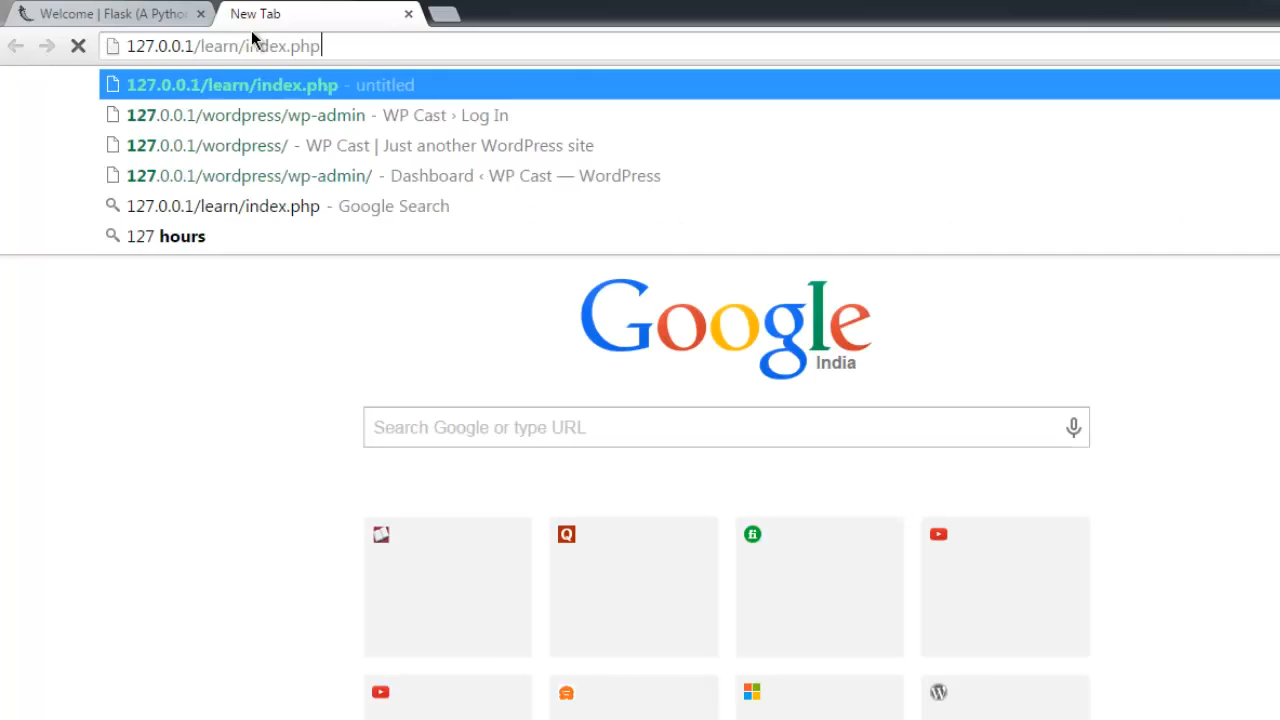 Welcome | Flask (A Pytho
New Tab
127.0.0.1/learn/index.php
127.0.0.1/learn/index.php - untitled
127.0.0.1/wordpress/wp-admin - WP Cast › Log In
127.0.0.1/wordpress/ - WP Cast | Just another WordPress site
127.0.0.1/wordpress/wp-admin/ - Dashboard ‹ WP Cast — WordPress
127.0.0.1/learn/index.php - Google Search
127 hours
Google
India
Search Google or type URL